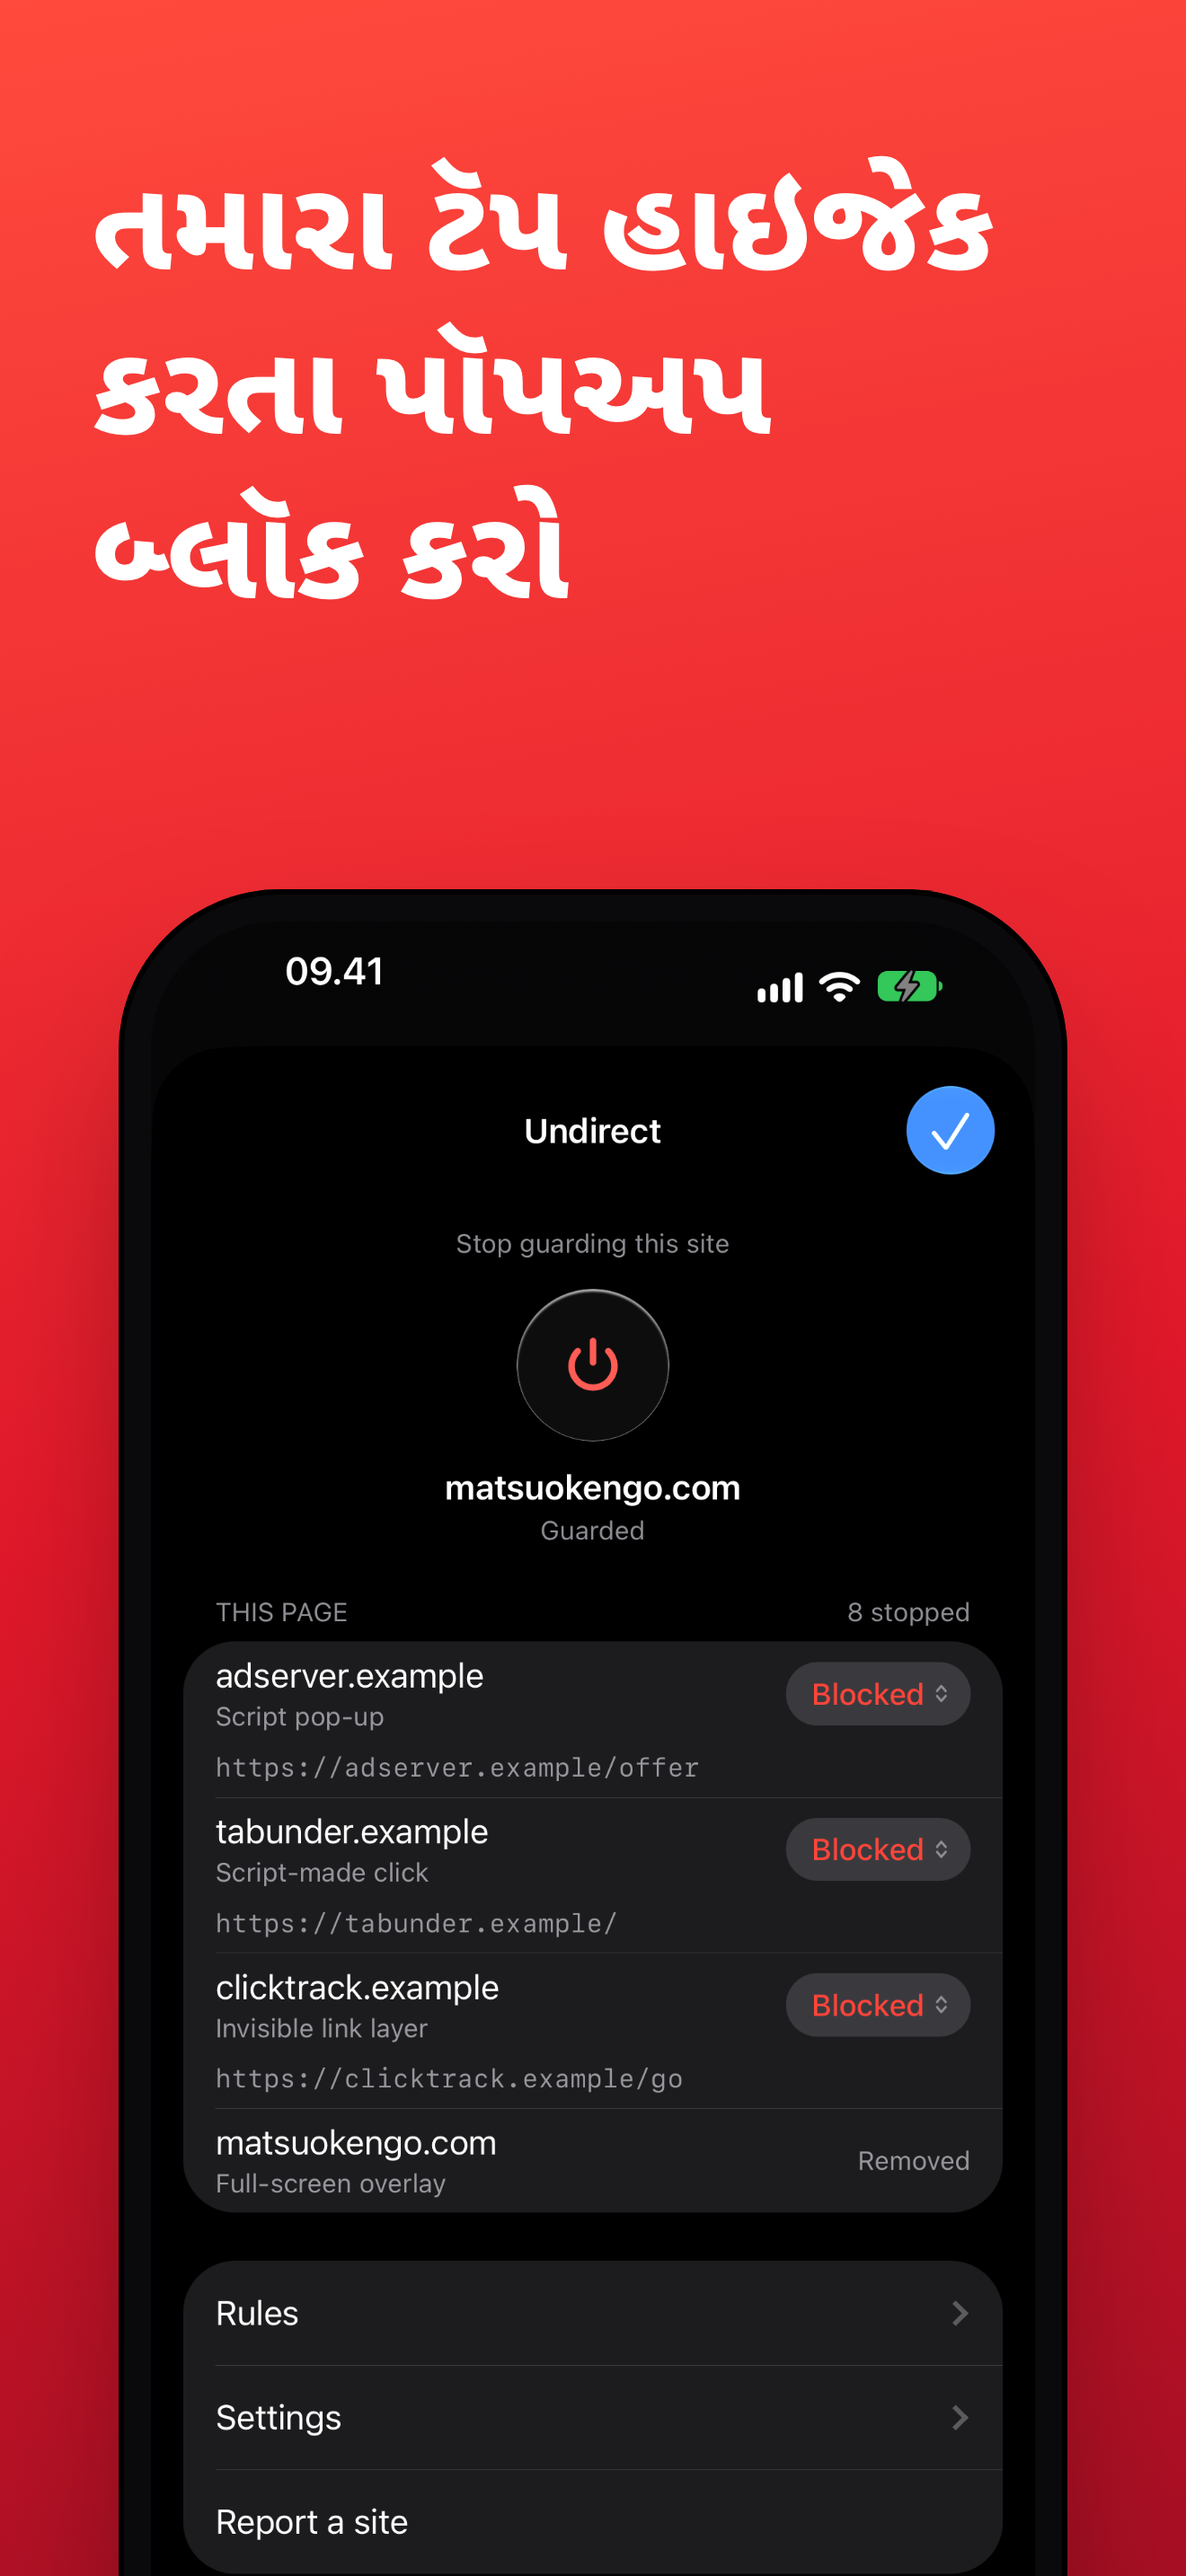 તમારા ટૅપ હાઇજેક
કરતા પૉપઅપ
બ્લૉક કરો
09.41
Undirect
Stop guarding this site
matsuokengo.com
Guarded
THIS PAGE 8 stopped
adserver.example Blocked
Script pop-up
https://adserver.example/offer
tabunder.example Blocked
Script-made click
https://tabunder.example/
clicktrack.example Blocked
Invisible link layer
https://clicktrack.example/go
matsuokengo.com Removed
Full-screen overlay
Rules
Settings
Report a site